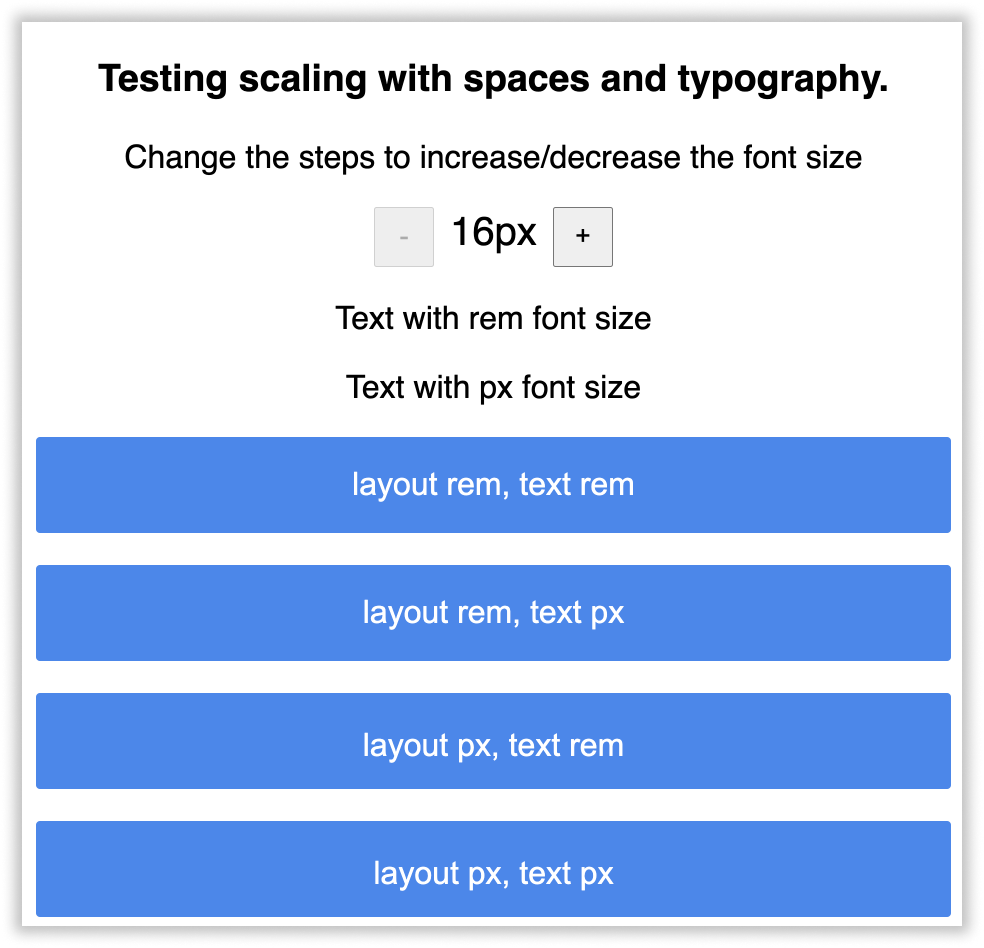 Testing scaling with spaces and typography.
Change the steps to increase/decrease the font size
- 16px +
Text with rem font size
Text with px font size
layout rem, text rem
layout rem, text px
layout px, text rem
layout px, text px